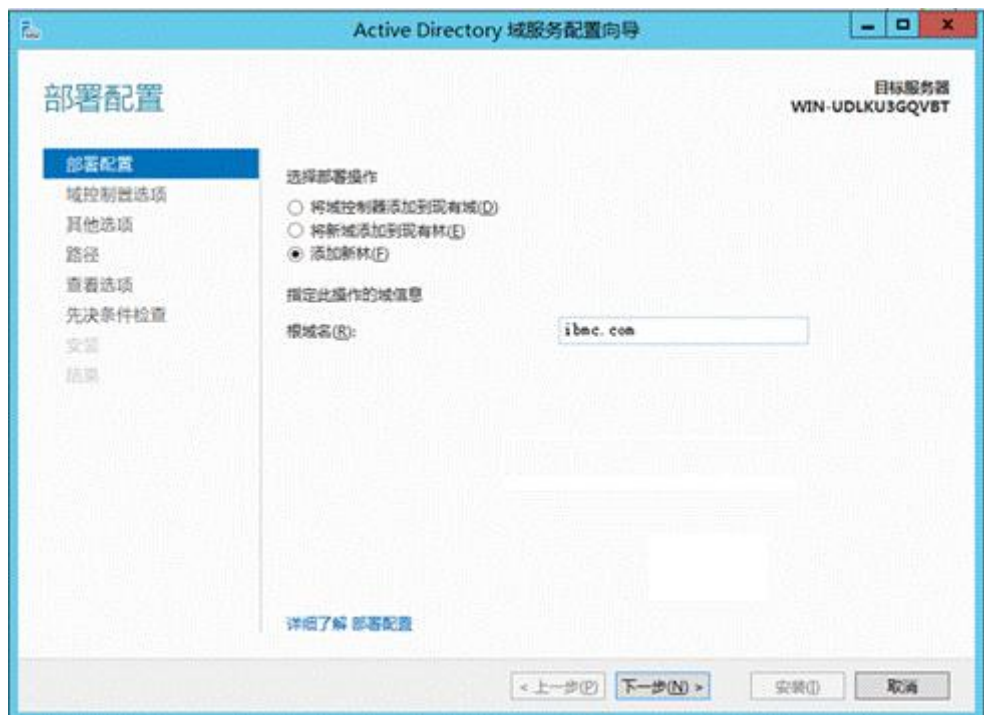 Active Directory 域服务配置向导
部署配置
目标服务器
WIN-UDLKU3GQVBT
部署配置
域控制器选项
其他选项
路径
查看选项
先决条件检查
安装
结果
选择部署操作
将域控制器添加到现有域(D)
将新域添加到现有林(E)
添加新林(F)
指定此操作的域信息
根域名(R):
ibmc.com
详细了解 部署配置
< 上一步(P)
下一步(N) >
安装(I)
取消